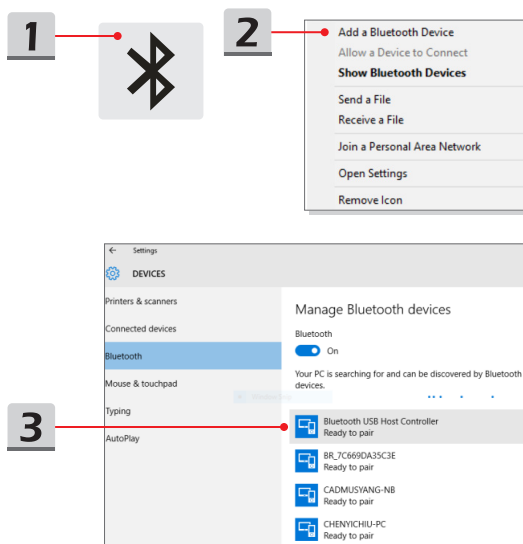 1
2
Add a Bluetooth Device
Allow a Device to Connect
Show Bluetooth Devices
Send a File
Receive a File
Join a Personal Area Network
Open Settings
Remove Icon
Settings
DEVICES
Printers & scanners
Connected devices
Bluetooth
Mouse & touchpad
Typing
AutoPlay
Manage Bluetooth devices
Bluetooth
On
Your PC is searching for and can be discovered by Bluetooth
devices.
3
Bluetooth USB Host Controller
Ready to pair
BR_7C669DA35C3E
Ready to pair
CADMUSYANG-NB
Ready to pair
CHENYICHIU-PC
Ready to pair